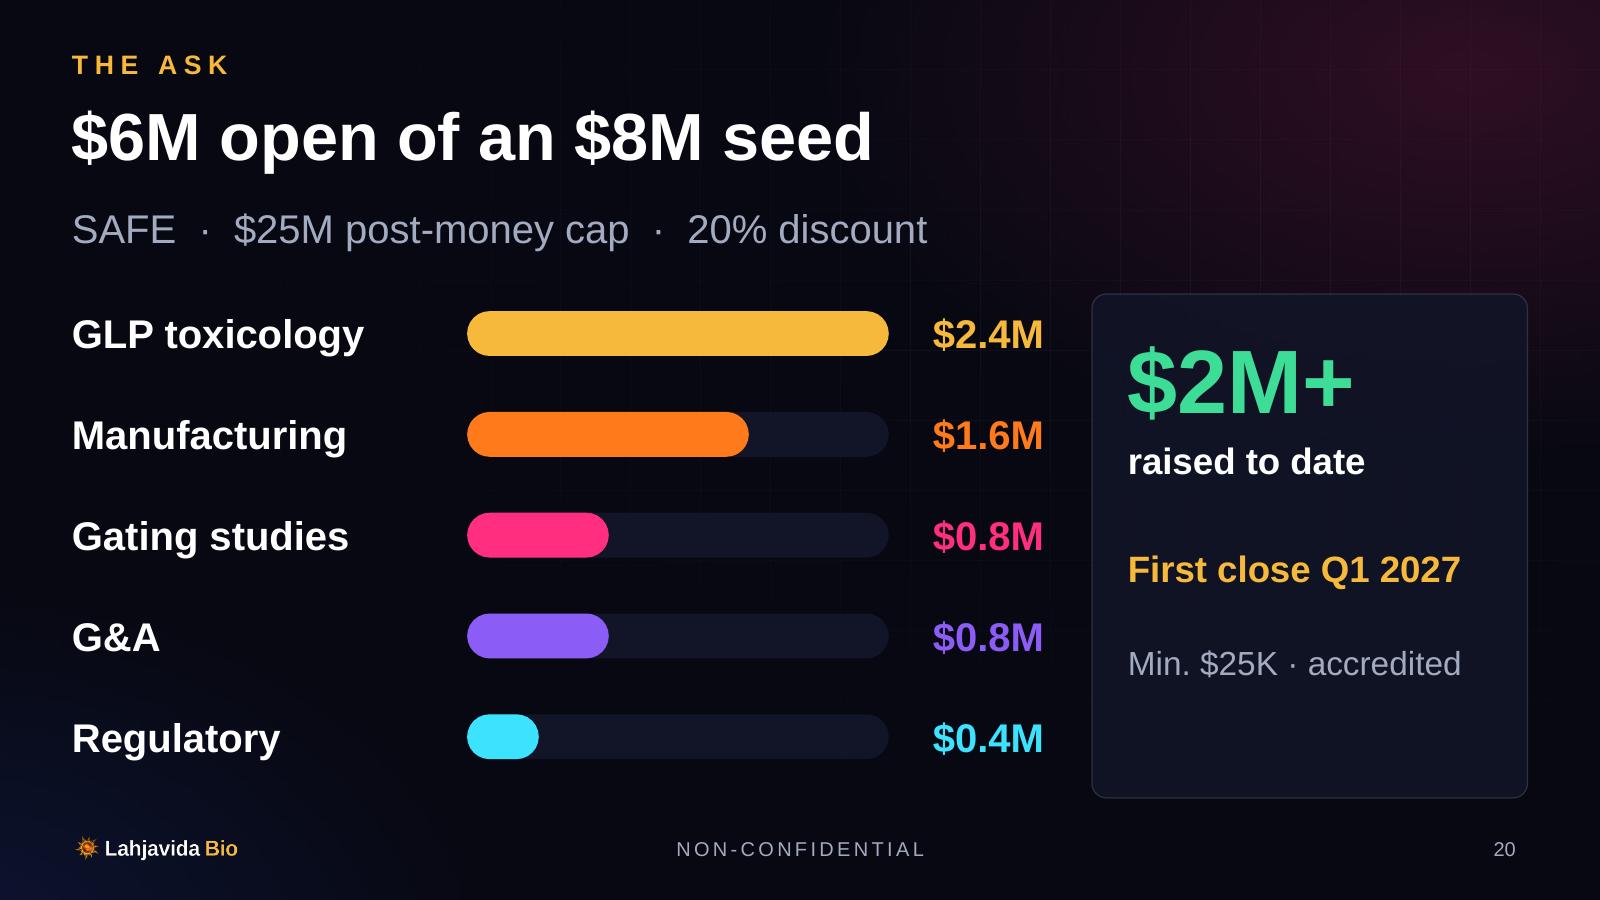 THE ASK
$6M open of an $8M seed
SAFE · $25M post-money cap · 20% discount
GLP toxicology $2.4M
Manufacturing $1.6M
Gating studies $0.8M
G&A $0.8M
Regulatory $0.4M
$2M+
raised to date
First close Q1 2027
Min. $25K · accredited
Lahjavida Bio
NON-CONFIDENTIAL
20